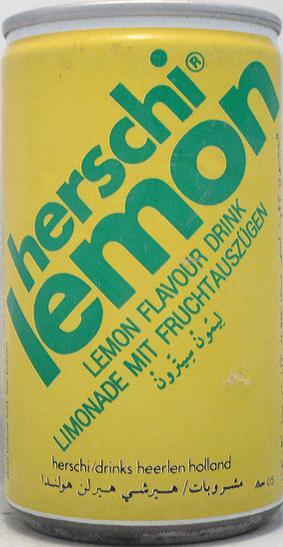 herschi®
lemon
LEMON FLAVOUR DRINK
LIMONADE MIT FRUCHTAUSZÜGEN
ليمون سيترون
herschi/drinks heerlen holland
مشروبات/هيرشي هيرلن هولندا